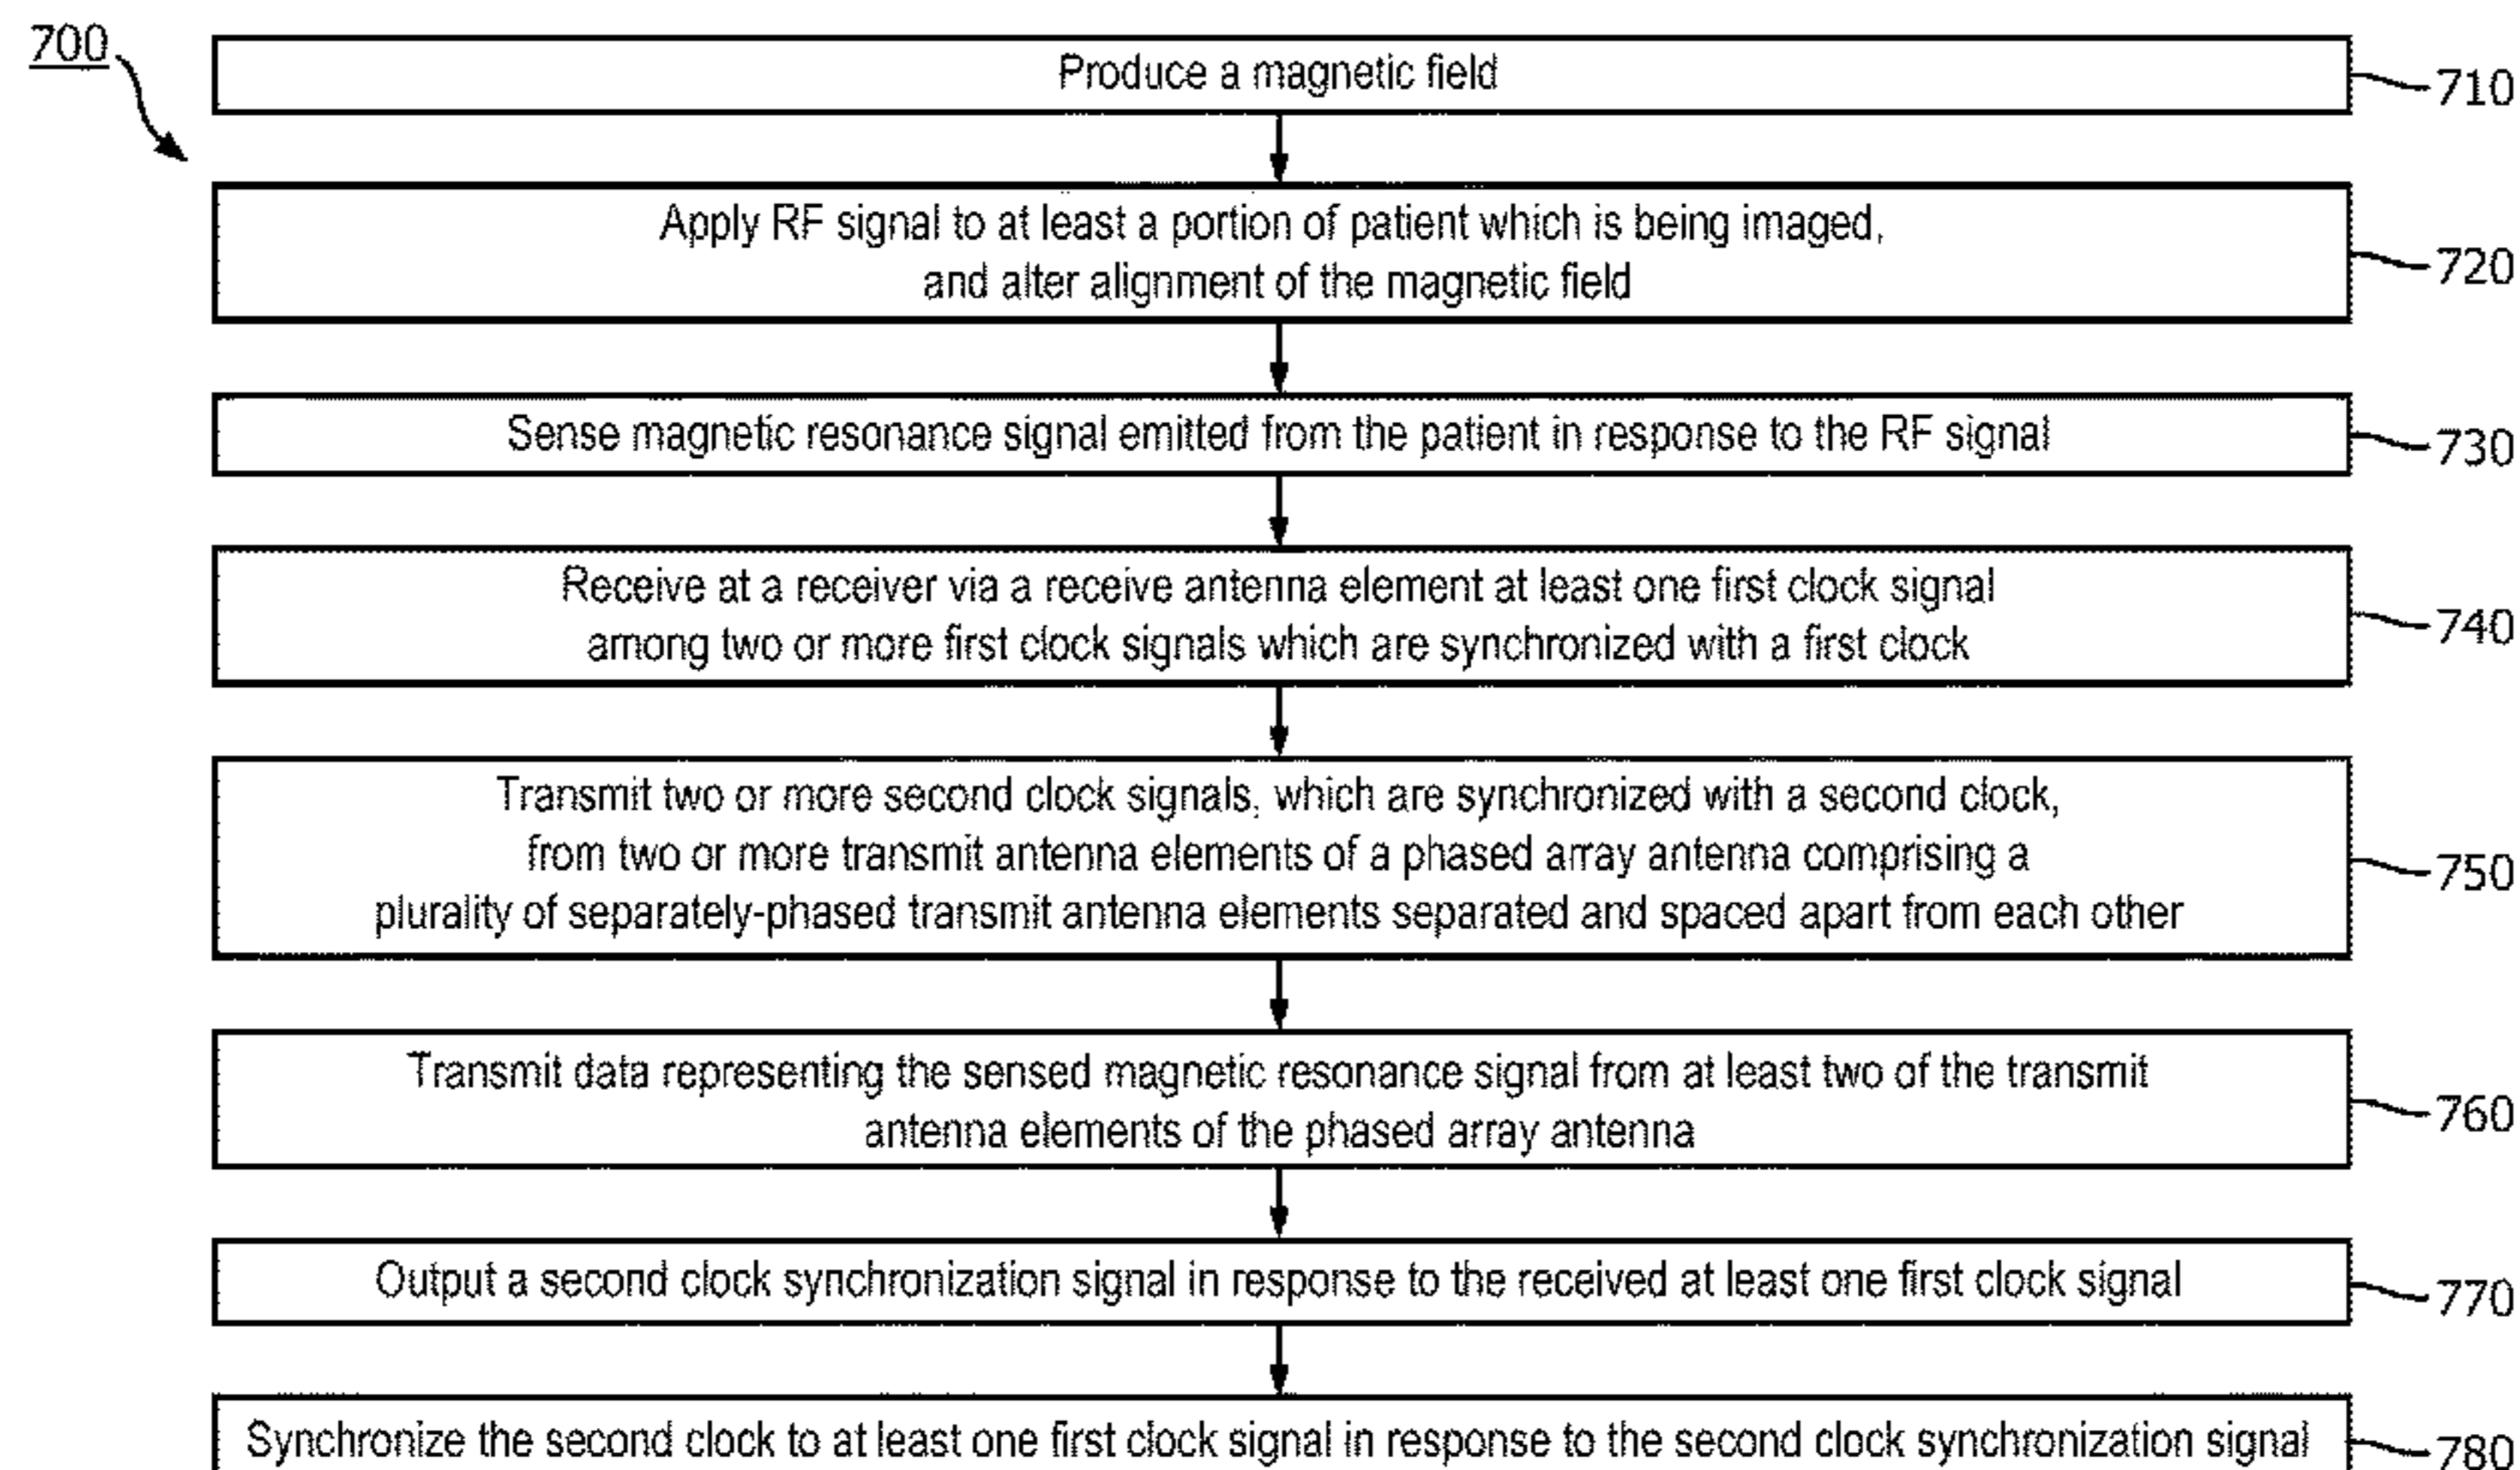 700
Produce a magnetic field
710
Apply RF signal to at least a portion of patient which is being imaged,
and alter alignment of the magnetic field
720
Sense magnetic resonance signal emitted from the patient in response to the RF signal
730
Receive at a receiver via a receive antenna element at least one first clock signal
among two or more first clock signals which are synchronized with a first clock
740
Transmit two or more second clock signals, which are synchronized with a second clock,
from two or more transmit antenna elements of a phased array antenna comprising a
plurality of separately-phased transmit antenna elements separated and spaced apart from each other
750
Transmit data representing the sensed magnetic resonance signal from at least two of the transmit
antenna elements of the phased array antenna
760
Output a second clock synchronization signal in response to the received at least one first clock signal
770
Synchronize the second clock to at least one first clock signal in response to the second clock synchronization signal
780